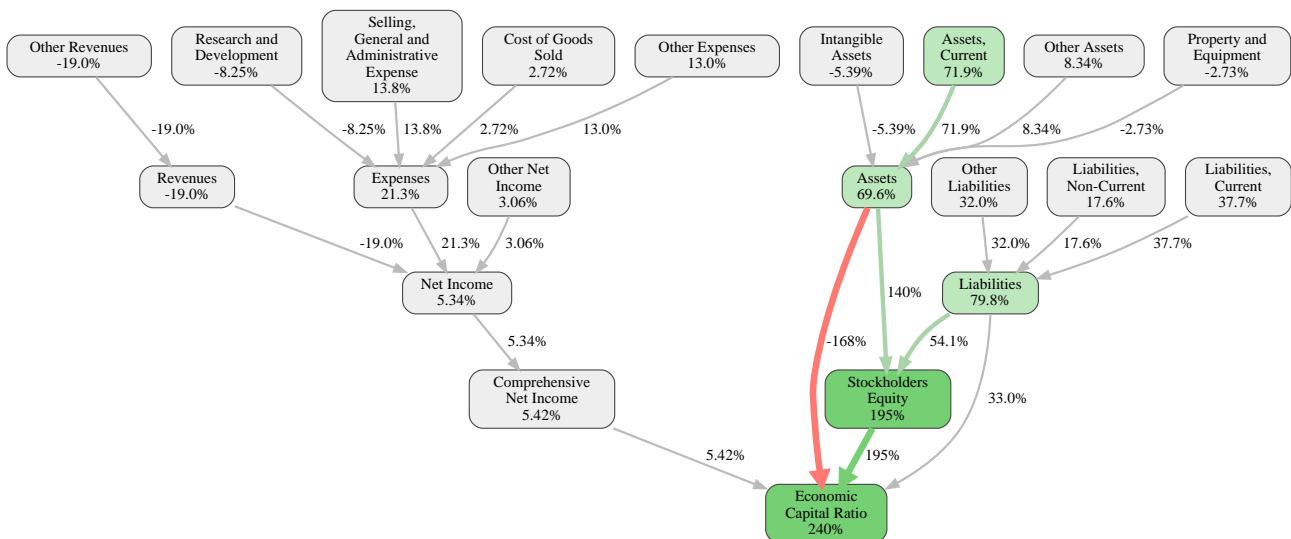 Other Revenues
-19.0%
Research and
Development
-8.25%
Selling,
General and
Administrative
Expense
13.8%
Cost of Goods
Sold
2.72%
Other Expenses
13.0%
Intangible
Assets
-5.39%
Assets,
Current
71.9%
Other Assets
8.34%
Property and
Equipment
-2.73%
-19.0%
-8.25%
13.8%
2.72%
13.0%
-5.39%
71.9%
8.34%
-2.73%
Revenues
-19.0%
Expenses
21.3%
Other Net
Income
3.06%
Assets
69.6%
Other
Liabilities
32.0%
Liabilities,
Non-Current
17.6%
Liabilities,
Current
37.7%
-19.0%
21.3%
3.06%
32.0%
17.6%
37.7%
Net Income
5.34%
140%
Liabilities
79.8%
5.34%
-168%
54.1%
Comprehensive
Net Income
5.42%
Stockholders
Equity
195%
33.0%
5.42%
195%
Economic
Capital Ratio
240%